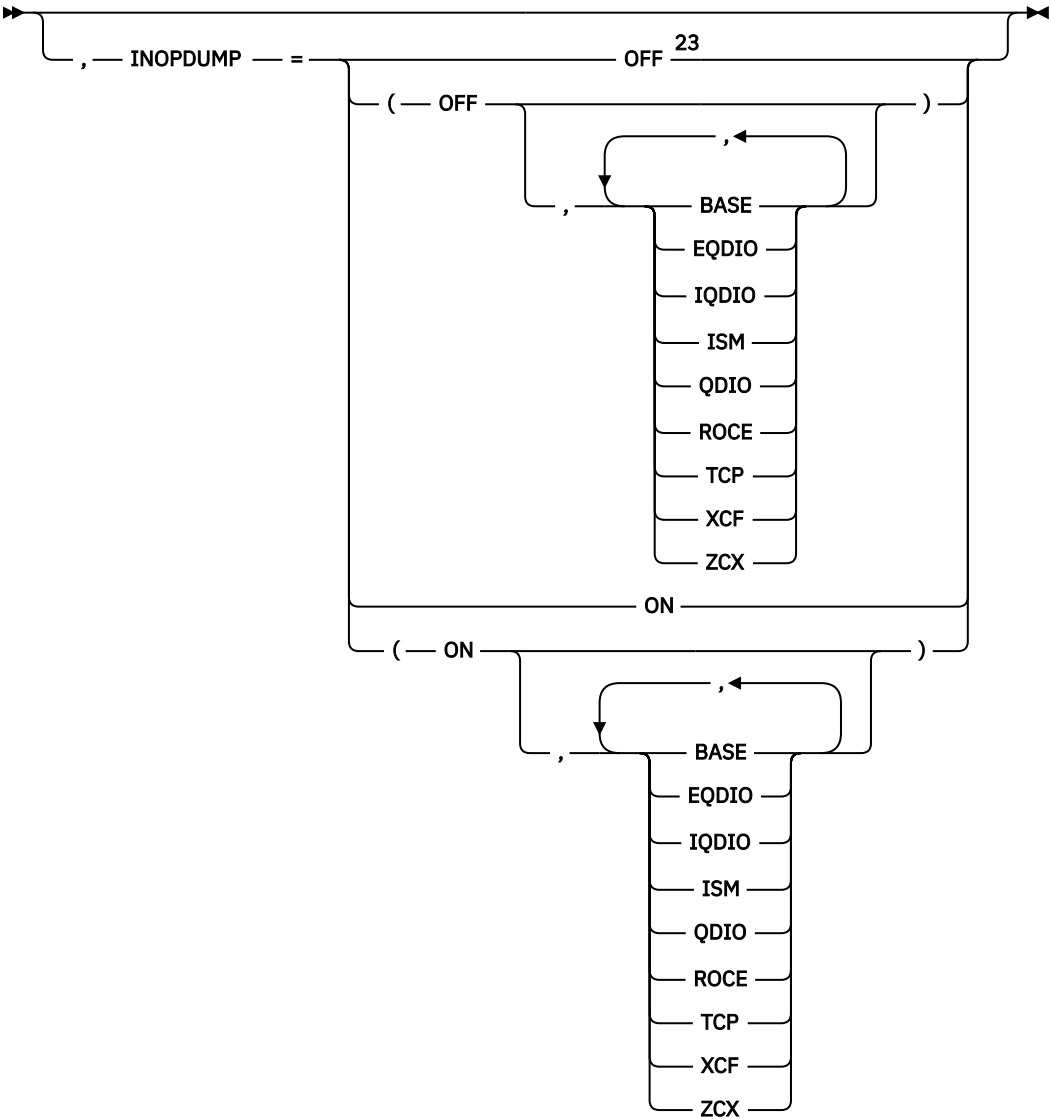 , INOPDUMP = OFF 23
( OFF )
,
, BASE
EQDIO
IQDIO
ISM
QDIO
ROCE
TCP
XCF
ZCX
ON
( ON )
,
, BASE
EQDIO
IQDIO
ISM
QDIO
ROCE
TCP
XCF
ZCX